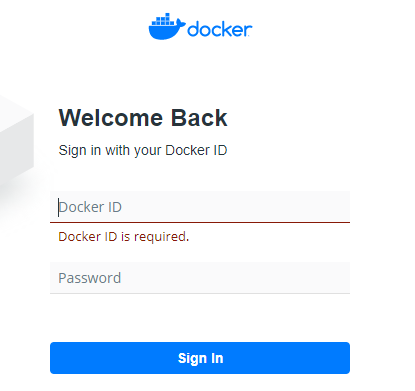 docker
Welcome Back
Sign in with your Docker ID
Docker ID
Docker ID is required.
Password
Sign In